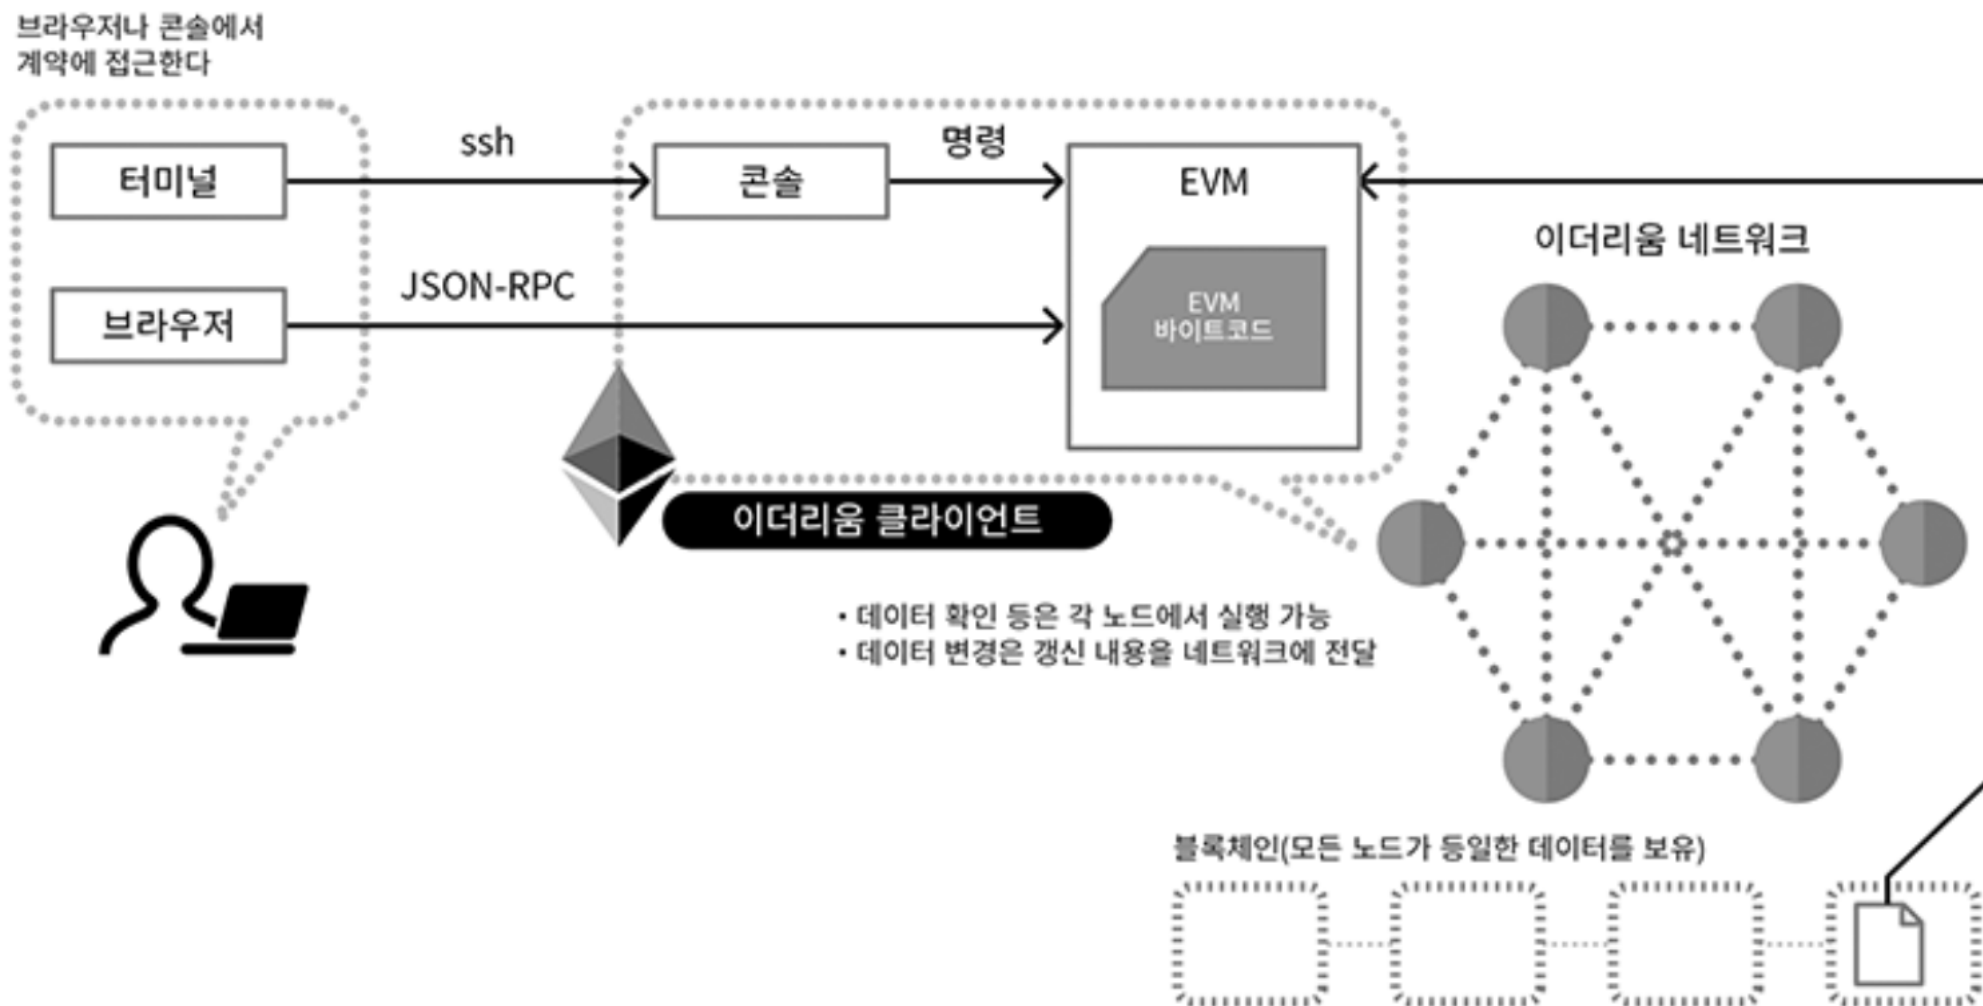 브라우저나 콘솔에서
계약에 접근한다
터미널
ssh
콘솔
명령
EVM
브라우저
JSON-RPC
EVM
바이트코드
이더리움 네트워크
이더리움 클라이언트
• 데이터 확인 등은 각 노드에서 실행 가능
• 데이터 변경은 갱신 내용을 네트워크에 전달
블록체인(모든 노드가 등일한 데이터를 보유)